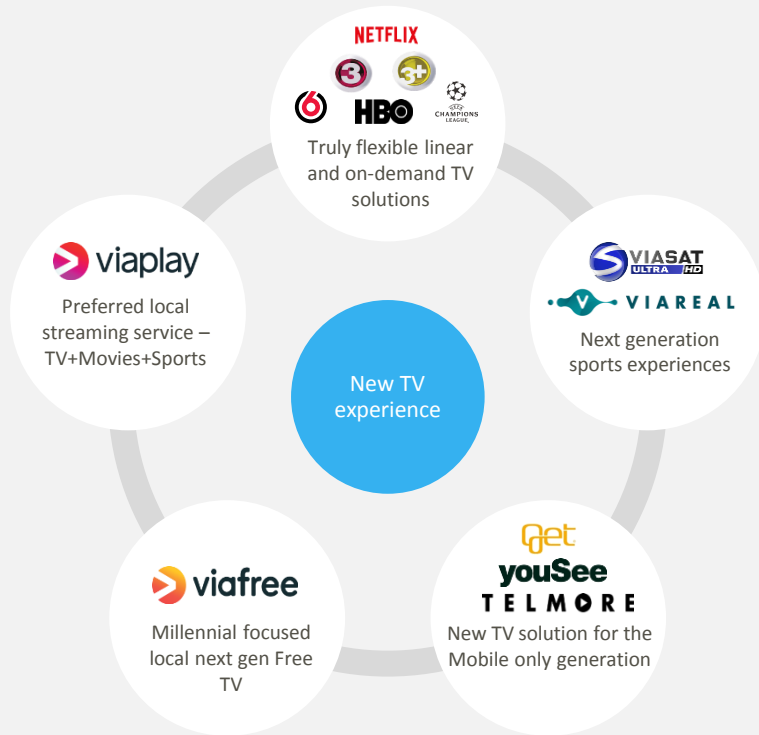 NETFLIX
3 3+
6 HBO UEFA CHAMPIONS LEAGUE
Truly flexible linear
and on-demand TV
solutions
viaplay
Preferred local
streaming service –
TV+Movies+Sports
S VIASAT
ULTRA HD
V VIAREAL
Next generation
sports experiences
New TV
experience
viafree
Millennial focused
local next gen Free
TV
Get
youSee
TELMORE
New TV solution for the
Mobile only generation